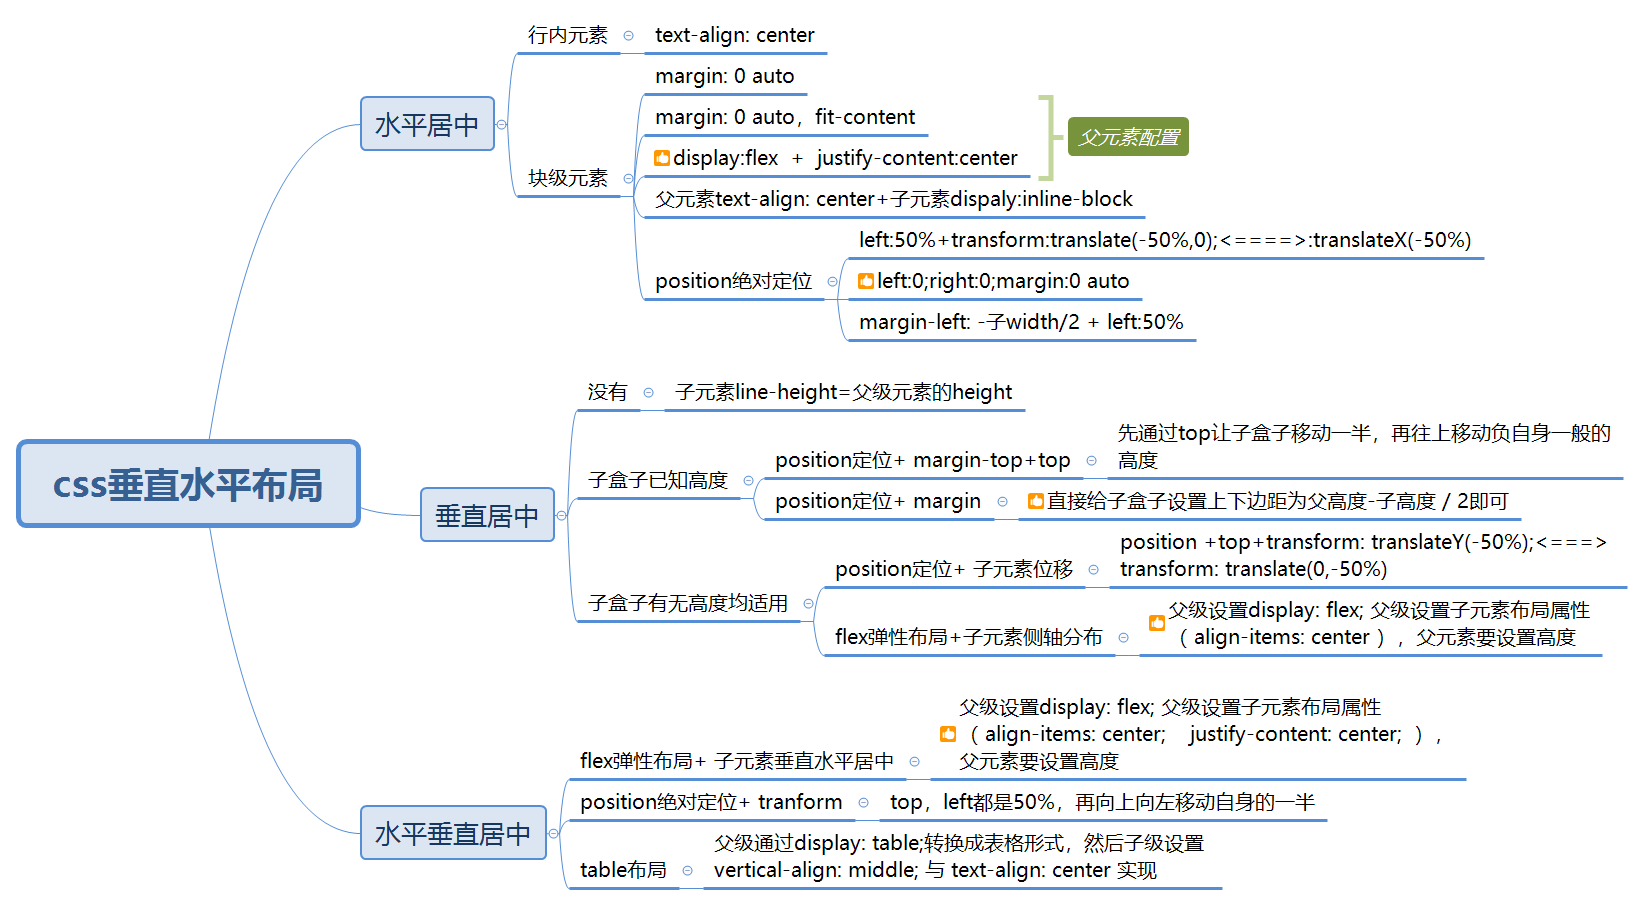 css垂直水平布局
水平居中
行内元素
text-align: center
块级元素
margin: 0 auto
margin: 0 auto，fit-content
display:flex + justify-content:center
父元素配置
父元素text-align: center+子元素dispaly:inline-block
position绝对定位
left:50%+transform:translate(-50%,0);<====>:translateX(-50%)
left:0;right:0;margin:0 auto
margin-left: -子width/2 + left:50%
垂直居中
没有
子元素line-height=父级元素的height
子盒子已知高度
position定位+ margin-top+top
先通过top让子盒子移动一半，再往上移动负自身一般的
高度
position定位+ margin
直接给子盒子设置上下边距为父高度-子高度 / 2即可
子盒子有无高度均适用
position定位+ 子元素位移
position +top+transform: translateY(-50%);<===>
transform: translate(0,-50%)
flex弹性布局+子元素侧轴分布
父级设置display: flex; 父级设置子元素布局属性
（ align-items: center ），父元素要设置高度
水平垂直居中
flex弹性布局+ 子元素垂直水平居中
父级设置display: flex; 父级设置子元素布局属性
（ align-items: center; justify-content: center; ），
父元素要设置高度
position绝对定位+ tranform
top，left都是50%，再向上向左移动自身的一半
table布局
父级通过display: table;转换成表格形式，然后子级设置
vertical-align: middle; 与 text-align: center 实现